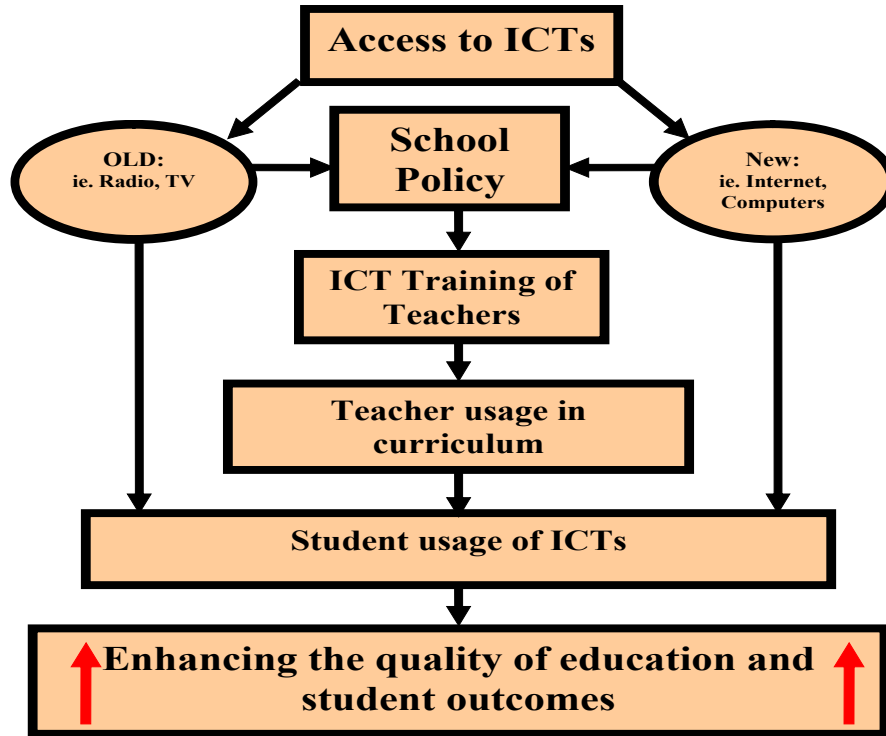 Access to ICTs
OLD:
ie. Radio, TV
School
Policy
New:
ie. Internet,
Computers
ICT Training of
Teachers
Teacher usage in
curriculum
Student usage of ICTs
Enhancing the quality of education and
student outcomes